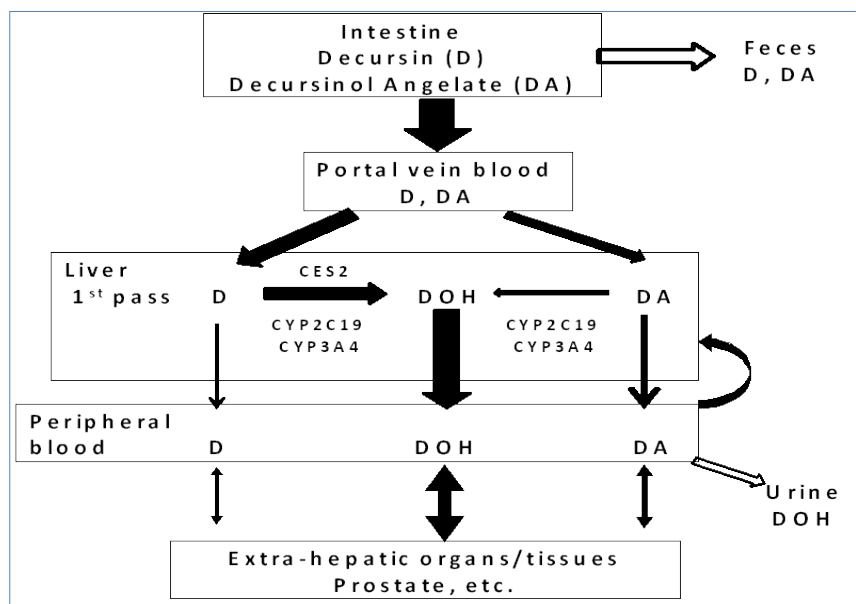 Intestine
Decursin (D)
Decursinol Angelate (DA)
Feces
D, DA
Portal vein blood
D, DA
Liver
1st pass
D
CES2
DOH
DA
CYP2C19
CYP3A4
CYP2C19
CYP3A4
Peripheral
blood
D
DOH
DA
Urine
DOH
Extra-hepatic organs/tissues
Prostate, etc.